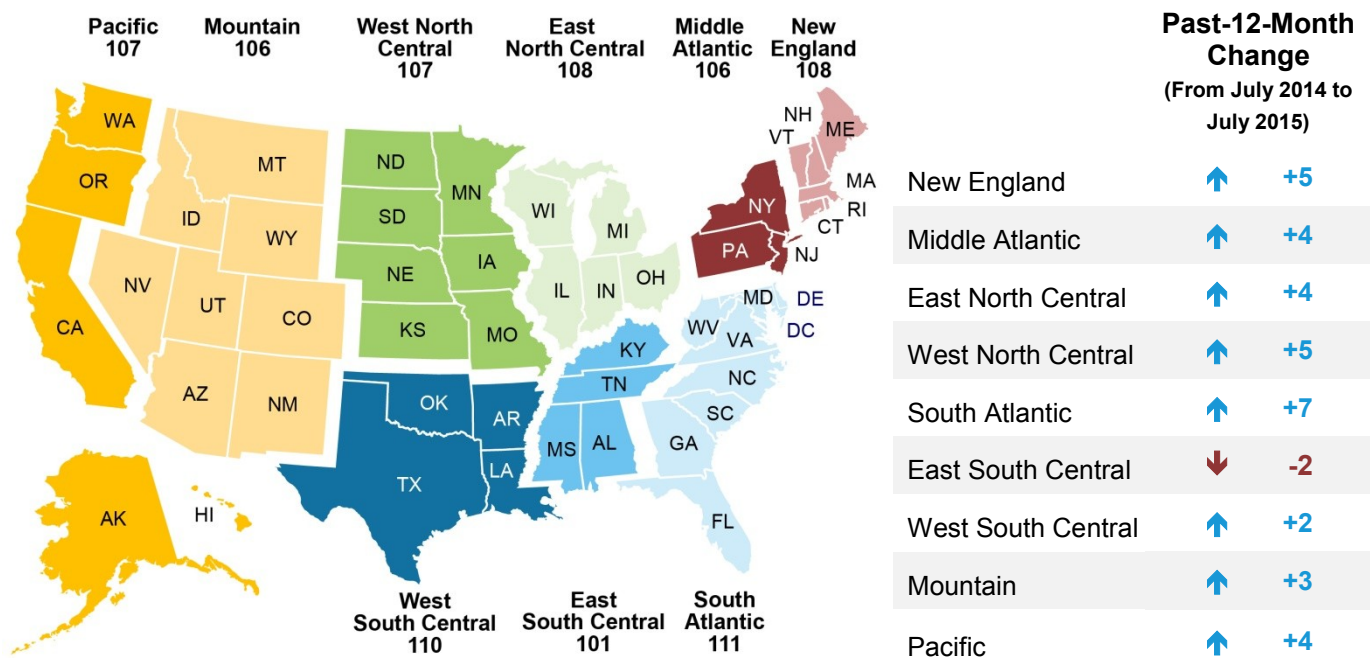 Pacific
107
Mountain
106
West North
Central
107
East
North Central
108
Middle
Atlantic
106
New
England
108
WA
OR
CA
AK
HI
MT
ID
WY
NV
UT
CO
AZ
NM
ND
SD
NE
KS
MN
IA
MO
WI
MI
IL
IN
OH
NY
PA
NJ
NH
VT
ME
MA
RI
CT
MD
DE
DC
WV
VA
NC
SC
GA
FL
KY
TN
MS
AL
OK
AR
TX
LA
West
South Central
110
East
South Central
101
South
Atlantic
111
Past-12-Month
Change
(From July 2014 to
July 2015)
New England +5
Middle Atlantic +4
East North Central +4
West North Central +5
South Atlantic +7
East South Central -2
West South Central +2
Mountain +3
Pacific +4